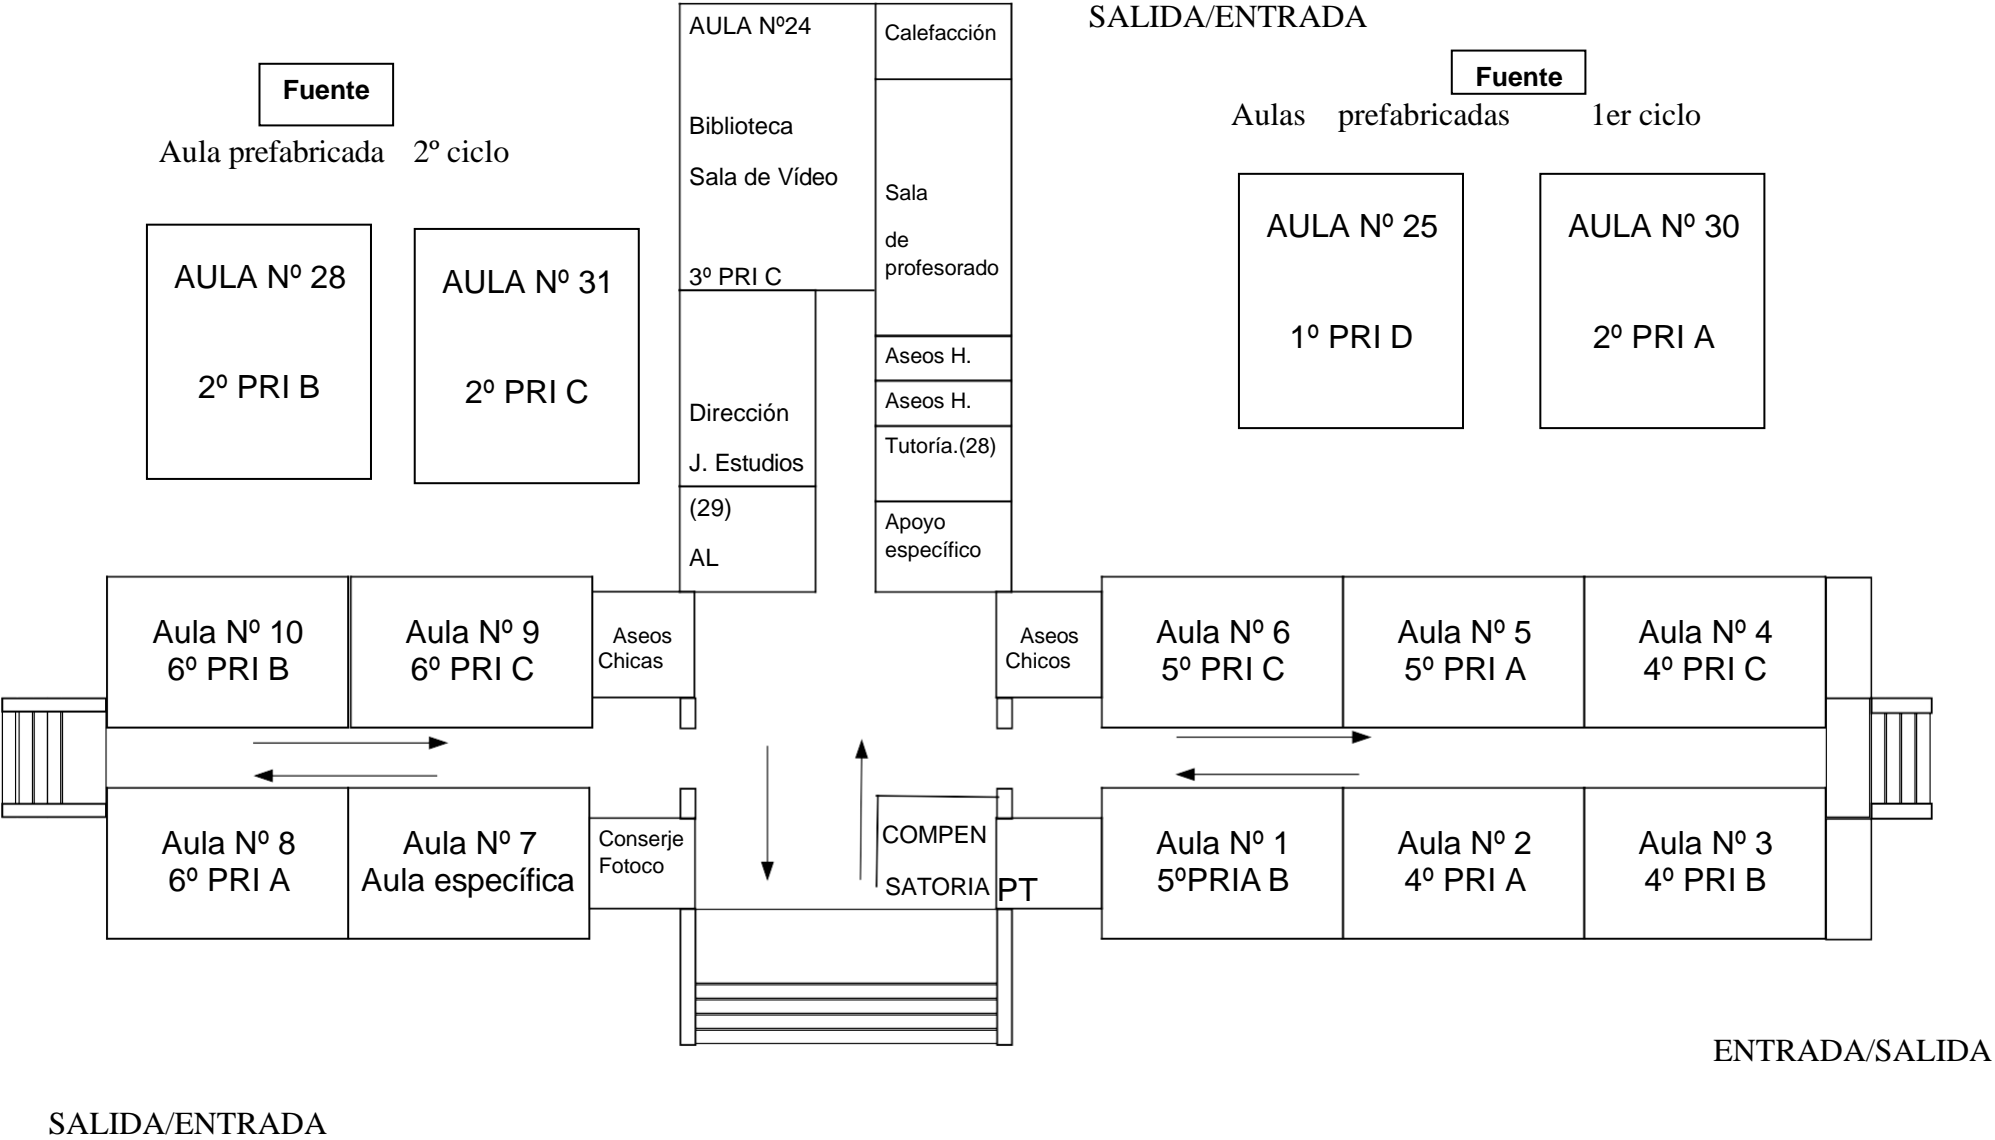 SALIDA/ENTRADA
AULA Nº24
Calefacción
Fuente
Fuente
Aula prefabricada 2º ciclo
Biblioteca
Sala de Vídeo
3º PRI C
Sala
de
profesorado
Aulas prefabricadas 1er ciclo
AULA Nº 28
2º PRI B
AULA Nº 31
2º PRI C
AULA Nº 25
1º PRI D
AULA Nº 30
2º PRI A
Dirección
J. Estudios
(29)
AL
Aseos H.
Aseos H.
Tutoría.(28)
Apoyo
específico
Aula Nº 10
6º PRI B
Aula Nº 9
6º PRI C
Aseos
Chicas
Aseos
Chicos
Aula Nº 6
5º PRI C
Aula Nº 5
5º PRI A
Aula Nº 4
4º PRI C
Aula Nº 8
6º PRI A
Aula Nº 7
Aula específica
Conserje
Fotoco
COMPEN
SATORIA
PT
Aula Nº 1
5ºPRIA B
Aula Nº 2
4º PRI A
Aula Nº 3
4º PRI B
ENTRADA/SALIDA
SALIDA/ENTRADA